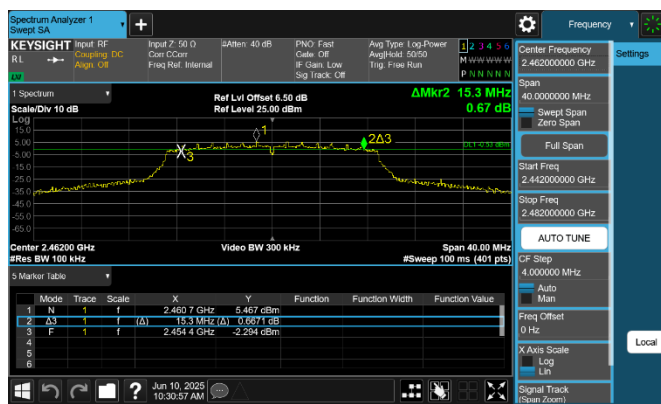 Spectrum Analyzer 1
Swept SA
Frequency
KEYSIGHT
Input: RF
Input Z: 50 Ω
#Atten: 40 dB
PNO: Fast
Avg Type: Log-Power
1 2 3 4 5 6
RL
Coupling: DC
Corr CCorr
Gate: Off
Avg|Hold: 50/50
M W W W W W
Align: Off
Freq Ref: Internal
IF Gain: Low
Trig: Free Run
Sig Track: Off
P N N N N N
LXI
1 Spectrum
Ref Lvl Offset 6.50 dB
ΔMkr2 15.3 MHz
Scale/Div 10 dB
Ref Level 25.00 dBm
0.67 dB
Log
15.0
5.00
-5.00
-15.0
-25.0
-35.0
-45.0
-55.0
-65.0
1
2Δ3
3
DL1 -0.53 dBm
Center 2.46200 GHz
Video BW 300 kHz
Span 40.00 MHz
#Res BW 100 kHz
#Sweep 100 ms (401 pts)
5 Marker Table
Mode Trace Scale X Y Function Function Width Function Value
1 N 1 f 2.460 7 GHz 5.467 dBm
2 Δ3 1 f (Δ) 15.3 MHz (Δ) 0.6671 dB
3 F 1 f 2.454 4 GHz -2.294 dBm
4
5
6
Jun 10, 2025
10:30:57 AM
Center Frequency
2.462000000 GHz
Settings
Span
40.0000000 MHz
Swept Span
Zero Span
Full Span
Start Freq
2.442000000 GHz
Stop Freq
2.482000000 GHz
AUTO TUNE
CF Step
4.000000 MHz
Auto
Man
Freq Offset
0 Hz
Local
X Axis Scale
Log
Lin
Signal Track
(Span Zoom)